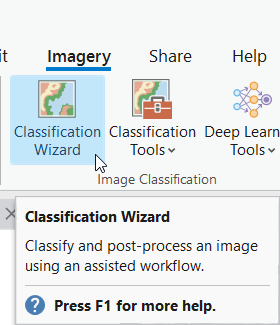 it Imagery Share Help
Classification Classification Deep Learn
Wizard Tools Tools
Image Classification
Classification Wizard
Classify and post-process an image
using an assisted workflow.
? Press F1 for more help.